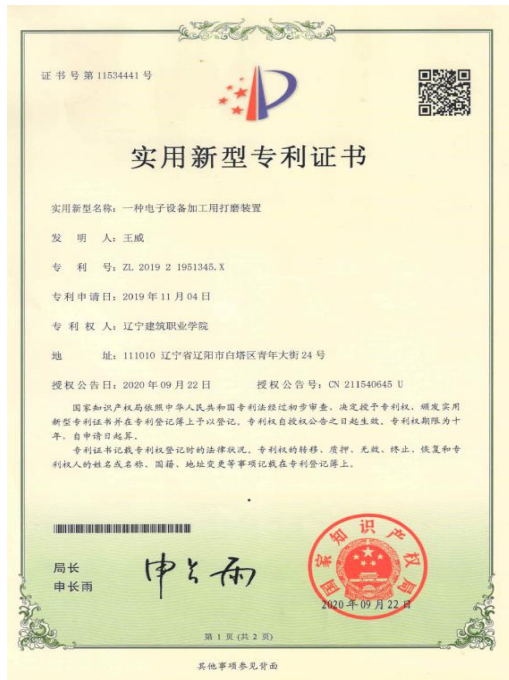 证书号第11534441号
实用新型专利证书
实用新型名称：一种电子设备加工用打磨装置
发明人：王威
专利号：ZL 2019 2 1951345.X
专利申请日：2019年11月04日
专利权人：辽宁建筑职业学院
地址：111010 辽宁省辽阳市白塔区青年大街24号
授权公告日：2020年09月22日 授权公告号：CN 211540645 U
国家知识产权局依照中华人民共和国专利法经过初步审查，决定授予专利权，颁发实用
新型专利证书并在专利登记簿上予以登记。专利权自授权公告之日起生效。专利权期限为十
年，自申请日起算。
专利证书记载专利权登记时的法律状况。专利权的转移、质押、无效、终止、恢复和专
利权人的姓名或名称、国籍、地址变更等事项记载在专利登记簿上。
局长
申长雨
申长雨
国家知识产权局
2020年09月22日
第1页(共2页)
其他事项参见背面